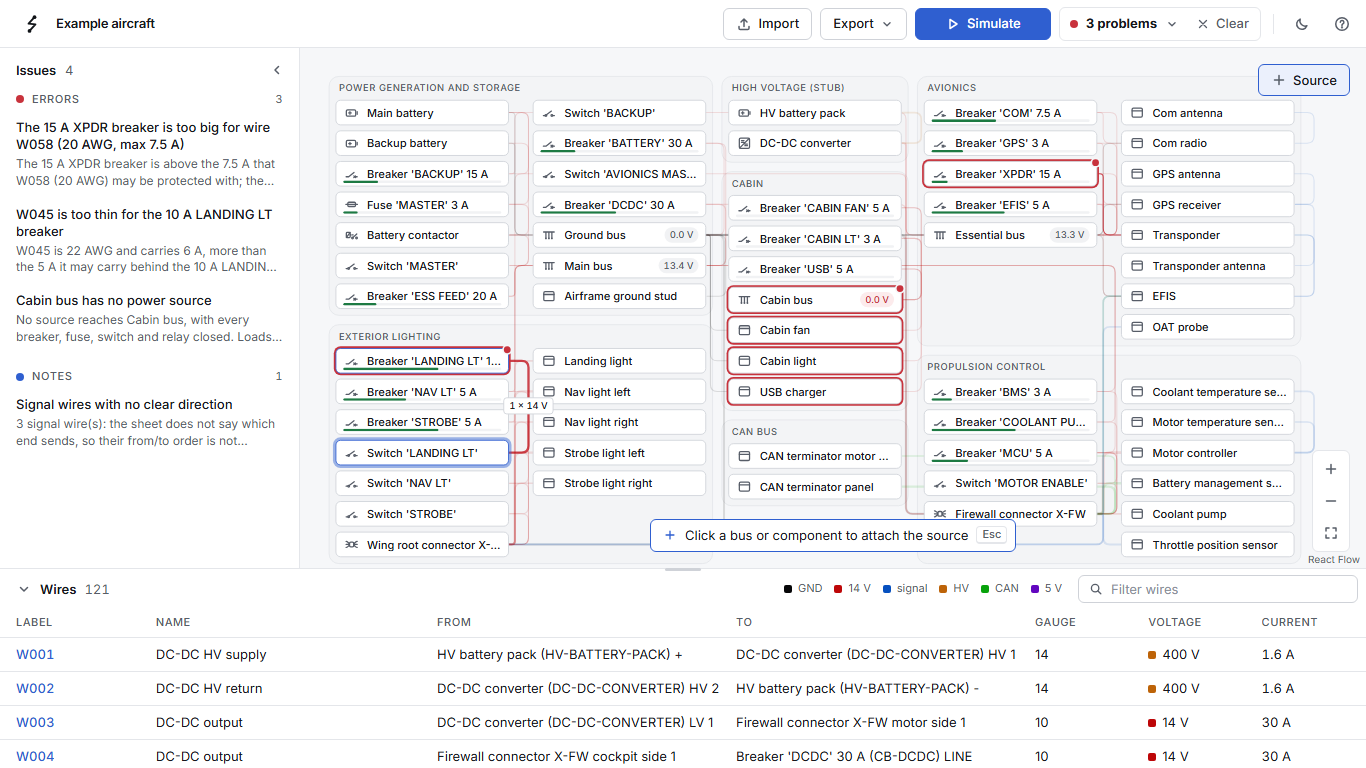 Example aircraft
Import
Export
Simulate
3 problems
Clear
Issues 4
ERRORS 3
The 15 A XPDR breaker is too big for wire
W058 (20 AWG, max 7.5 A)
The 15 A XPDR breaker is above the 7.5 A that
W058 (20 AWG) may be protected with; the...
W045 is too thin for the 10 A LANDING LT
breaker
W045 is 22 AWG and carries 6 A, more than
the 5 A it may carry behind the 10 A LANDIN...
Cabin bus has no power source
No source reaches Cabin bus, with every
breaker, fuse, switch and relay closed. Loads...
NOTES 1
Signal wires with no clear direction
3 signal wire(s): the sheet does not say which
end sends, so their from/to order is not...
Source
POWER GENERATION AND STORAGE
Main battery
Backup battery
Breaker 'BACKUP' 15 A
Fuse 'MASTER' 3 A
Battery contactor
Switch 'MASTER'
Breaker 'ESS FEED' 20 A
Switch 'BACKUP'
Breaker 'BATTERY' 30 A
Switch 'AVIONICS MAS...
Breaker 'DCDC' 30 A
Ground bus 0.0 V
Main bus 13.4 V
Airframe ground stud
EXTERIOR LIGHTING
Breaker 'LANDING LT' 1...
Breaker 'NAV LT' 5 A
Breaker 'STROBE' 5 A
Switch 'LANDING LT'
Switch 'NAV LT'
Switch 'STROBE'
Wing root connector X-...
1 × 14 V
Landing light
Nav light left
Nav light right
Strobe light left
Strobe light right
HIGH VOLTAGE (STUB)
HV battery pack
DC-DC converter
CABIN
Breaker 'CABIN FAN' 5 A
Breaker 'CABIN LT' 3 A
Breaker 'USB' 5 A
Cabin bus 0.0 V
Cabin fan
Cabin light
USB charger
CAN BUS
CAN terminator motor ...
CAN terminator panel
AVIONICS
Breaker 'COM' 7.5 A
Breaker 'GPS' 3 A
Breaker 'XPDR' 15 A
Breaker 'EFIS' 5 A
Essential bus 13.3 V
Com antenna
Com radio
GPS antenna
GPS receiver
Transponder
Transponder antenna
EFIS
OAT probe
PROPULSION CONTROL
Breaker 'BMS' 3 A
Breaker 'COOLANT PU...
Breaker 'MCU' 5 A
Switch 'MOTOR ENABLE'
Firewall connector X-FW
Coolant temperature se...
Motor temperature sen...
Motor controller
Battery management s...
Coolant pump
Throttle position sensor
Click a bus or component to attach the source Esc
React Flow
Wires 121
GND 14 V signal HV CAN 5 V
Filter wires
LABEL NAME FROM TO GAUGE VOLTAGE CURRENT
W001 DC-DC HV supply HV battery pack (HV-BATTERY-PACK) + DC-DC converter (DC-DC-CONVERTER) HV 1 14 400 V 1.6 A
W002 DC-DC HV return DC-DC converter (DC-DC-CONVERTER) HV 2 HV battery pack (HV-BATTERY-PACK) - 14 400 V 1.6 A
W003 DC-DC output DC-DC converter (DC-DC-CONVERTER) LV 1 Firewall connector X-FW motor side 1 10 14 V 30 A
W004 DC-DC output Firewall connector X-FW cockpit side 1 Breaker 'DCDC' 30 A (CB-DCDC) LINE 10 14 V 30 A